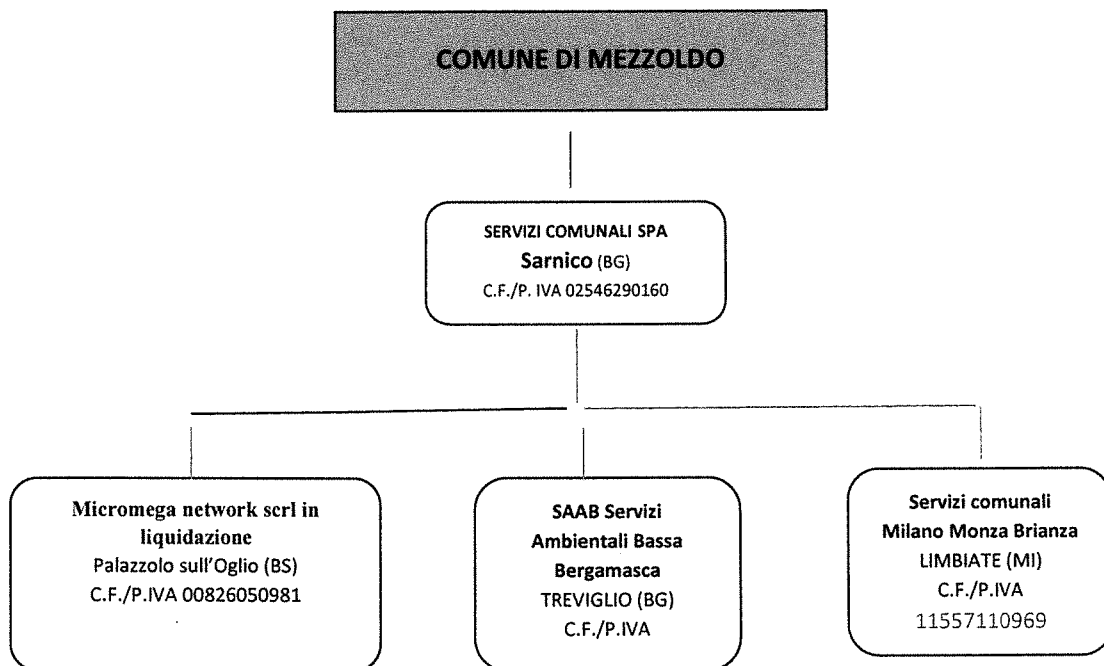 COMUNE DI MEZZOLDO
SERVIZI COMUNALI SPA
Sarnico (BG)
C.F./P. IVA 02546290160
Micromega network scrl in
liquidazione
Palazzolo sull'Oglio (BS)
C.F./P.IVA 00826050981
SAAB Servizi
Ambientali Bassa
Bergamasca
TREVIGLIO (BG)
C.F./P.IVA
Servizi comunali
Milano Monza Brianza
LIMBIATE (MI)
C.F./P.IVA
11557110969